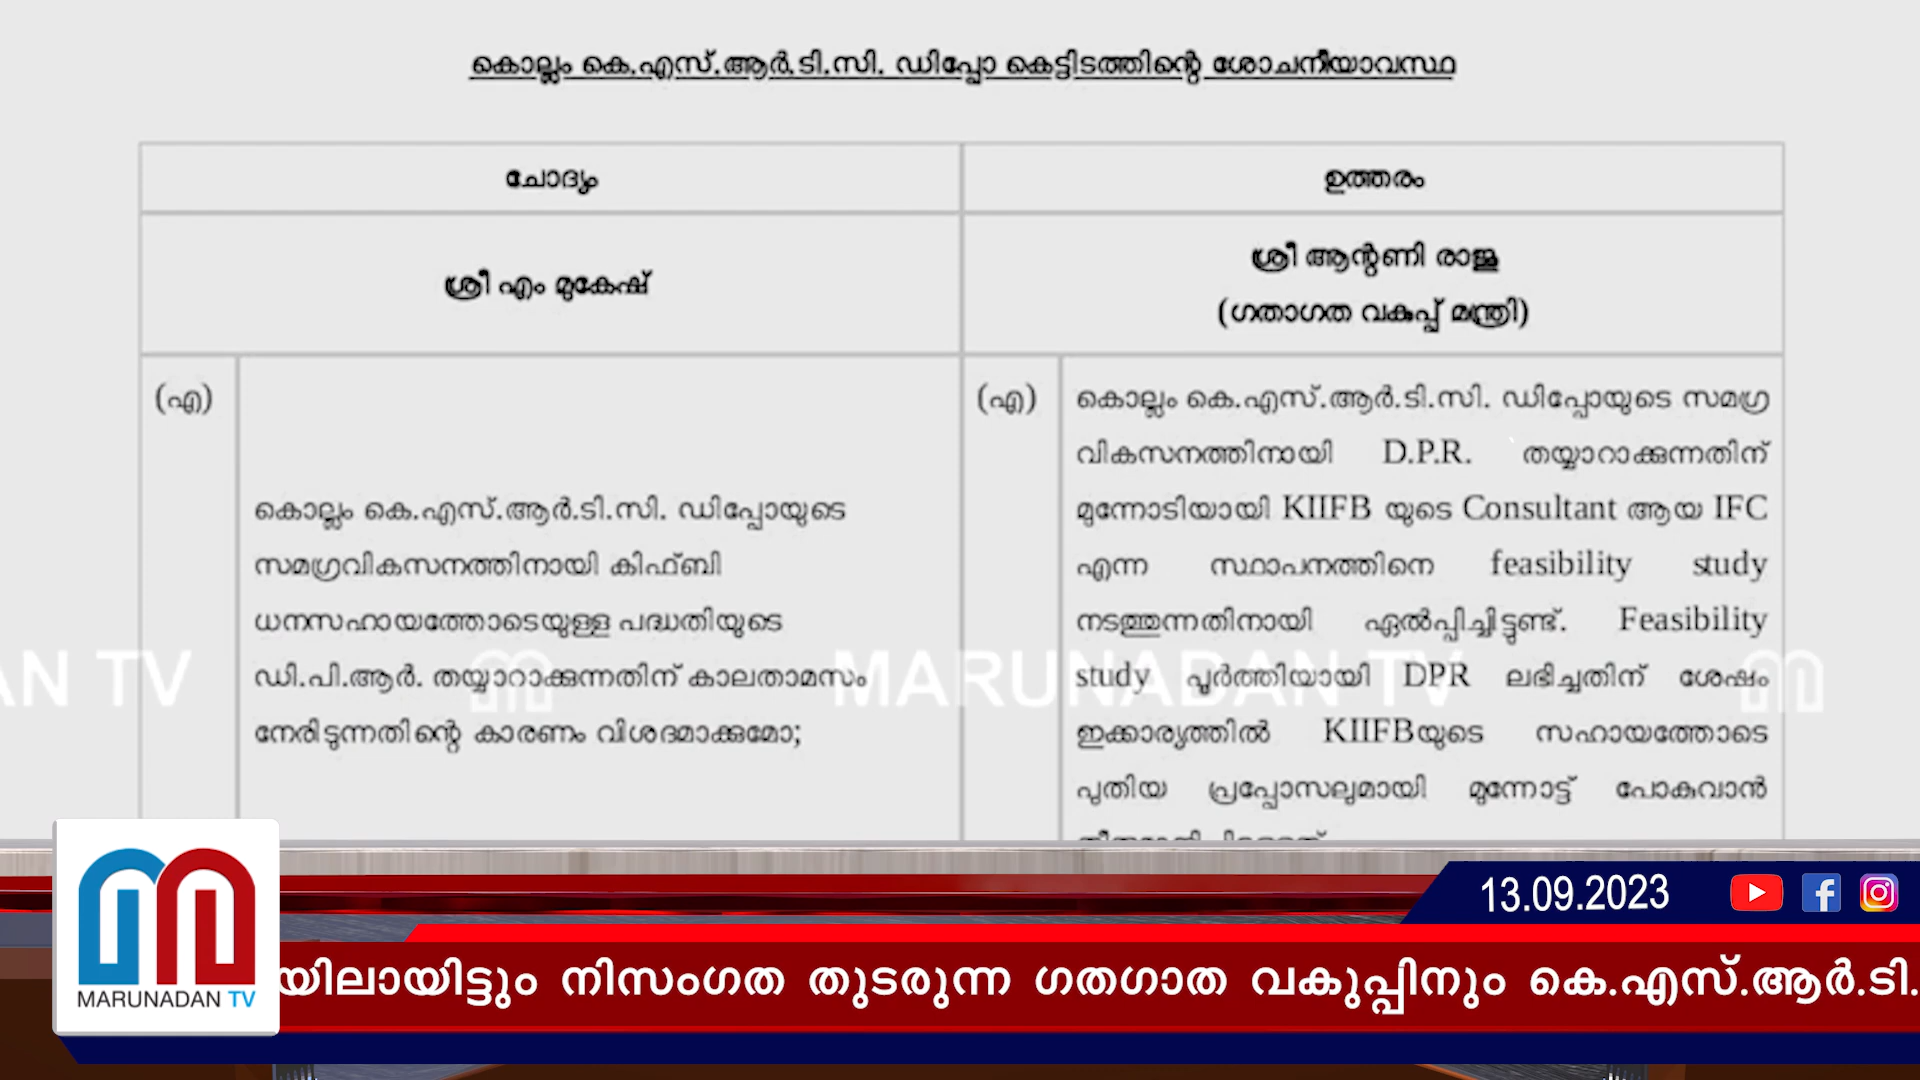 കൊല്ലം കെ.എസ്.ആർ.ടി.സി. ഡിപ്പോ കെട്ടിടത്തിന്റെ ശോചനീയാവസ്ഥ
ചോദ്യം
ഉത്തരം
ശ്രീ എം മുകേഷ്
ശ്രീ ആന്റണി രാജു
(ഗതാഗത വകുപ്പ് മന്ത്രി)
(എ)
കൊല്ലം കെ.എസ്.ആർ.ടി.സി. ഡിപ്പോയുടെ
സമഗ്രവികസനത്തിനായി കിഫ്ബി
ധനസഹായത്തോടെയുള്ള പദ്ധതിയുടെ
ഡി.പി.ആർ. തയ്യാറാക്കുന്നതിന് കാലതാമസം
നേരിടുന്നതിന്റെ കാരണം വിശദമാക്കുമോ;
(എ)
കൊല്ലം കെ.എസ്.ആർ.ടി.സി. ഡിപ്പോയുടെ സമഗ്ര
വികസനത്തിനായി D.P.R. തയ്യാറാക്കുന്നതിന്
മുന്നോടിയായി KIIFB യുടെ Consultant ആയ IFC
എന്ന സ്ഥാപനത്തിനെ feasibility study
നടത്തുന്നതിനായി ഏൽപ്പിച്ചിട്ടുണ്ട്. Feasibility
study പൂർത്തിയായി DPR ലഭിച്ചതിന് ശേഷം
ഇക്കാര്യത്തിൽ KIIFBയുടെ സഹായത്തോടെ
പുതിയ പ്രപ്പോസലുമായി മുന്നോട്ട് പോകുവാൻ
AN TV
MARUNADAN TV
13.09.2023
MARUNADAN TV
യിലായിട്ടും നിസംഗത തുടരുന്ന ഗതഗാത വകുപ്പിനും കെ.എസ്.ആർ.ടി.